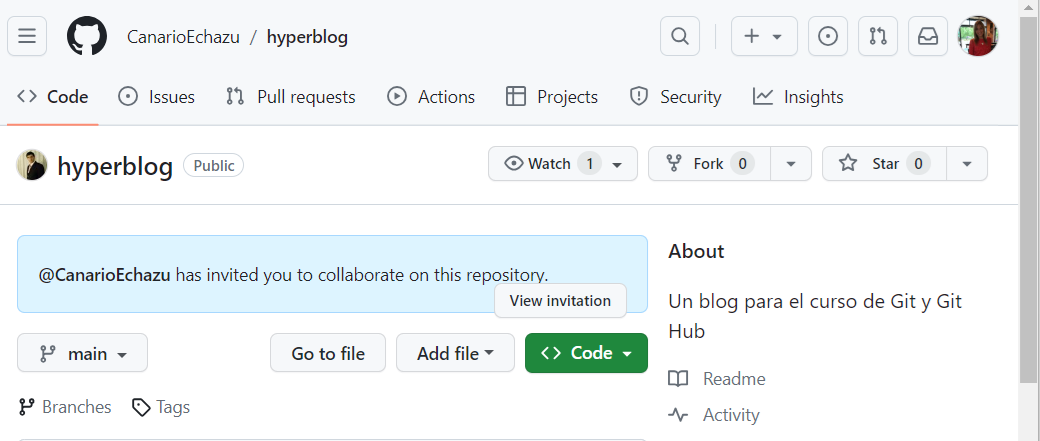 CanarioEchazu / hyperblog
Code Issues Pull requests Actions Projects Security Insights
hyperblog Public Watch 1 Fork 0 Star 0
@CanarioEchazu has invited you to collaborate on this repository.
View invitation
main Go to file Add file Code
Branches Tags
About
Un blog para el curso de Git y Git
Hub
Readme
Activity